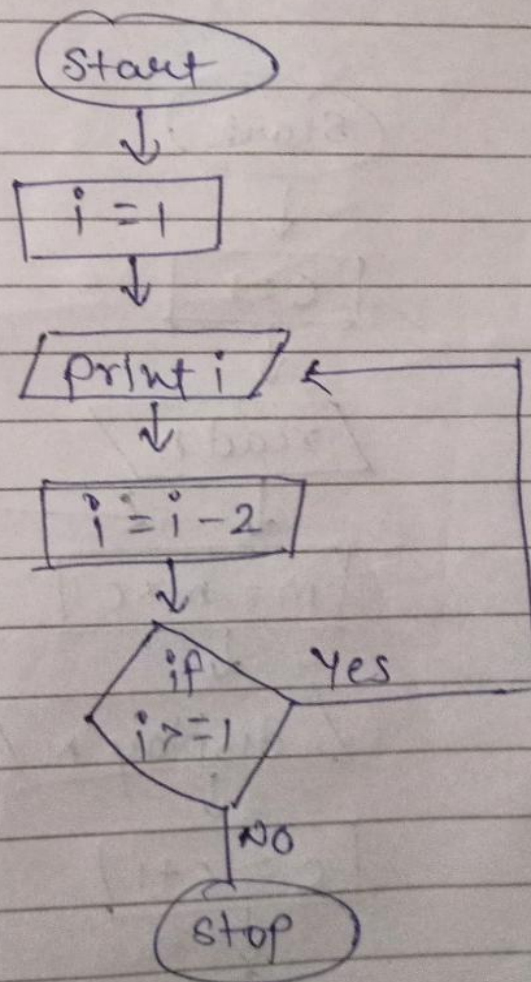 Start
i = 1
print i
i = i - 2
if
i >= 1
Yes
NO
Stop